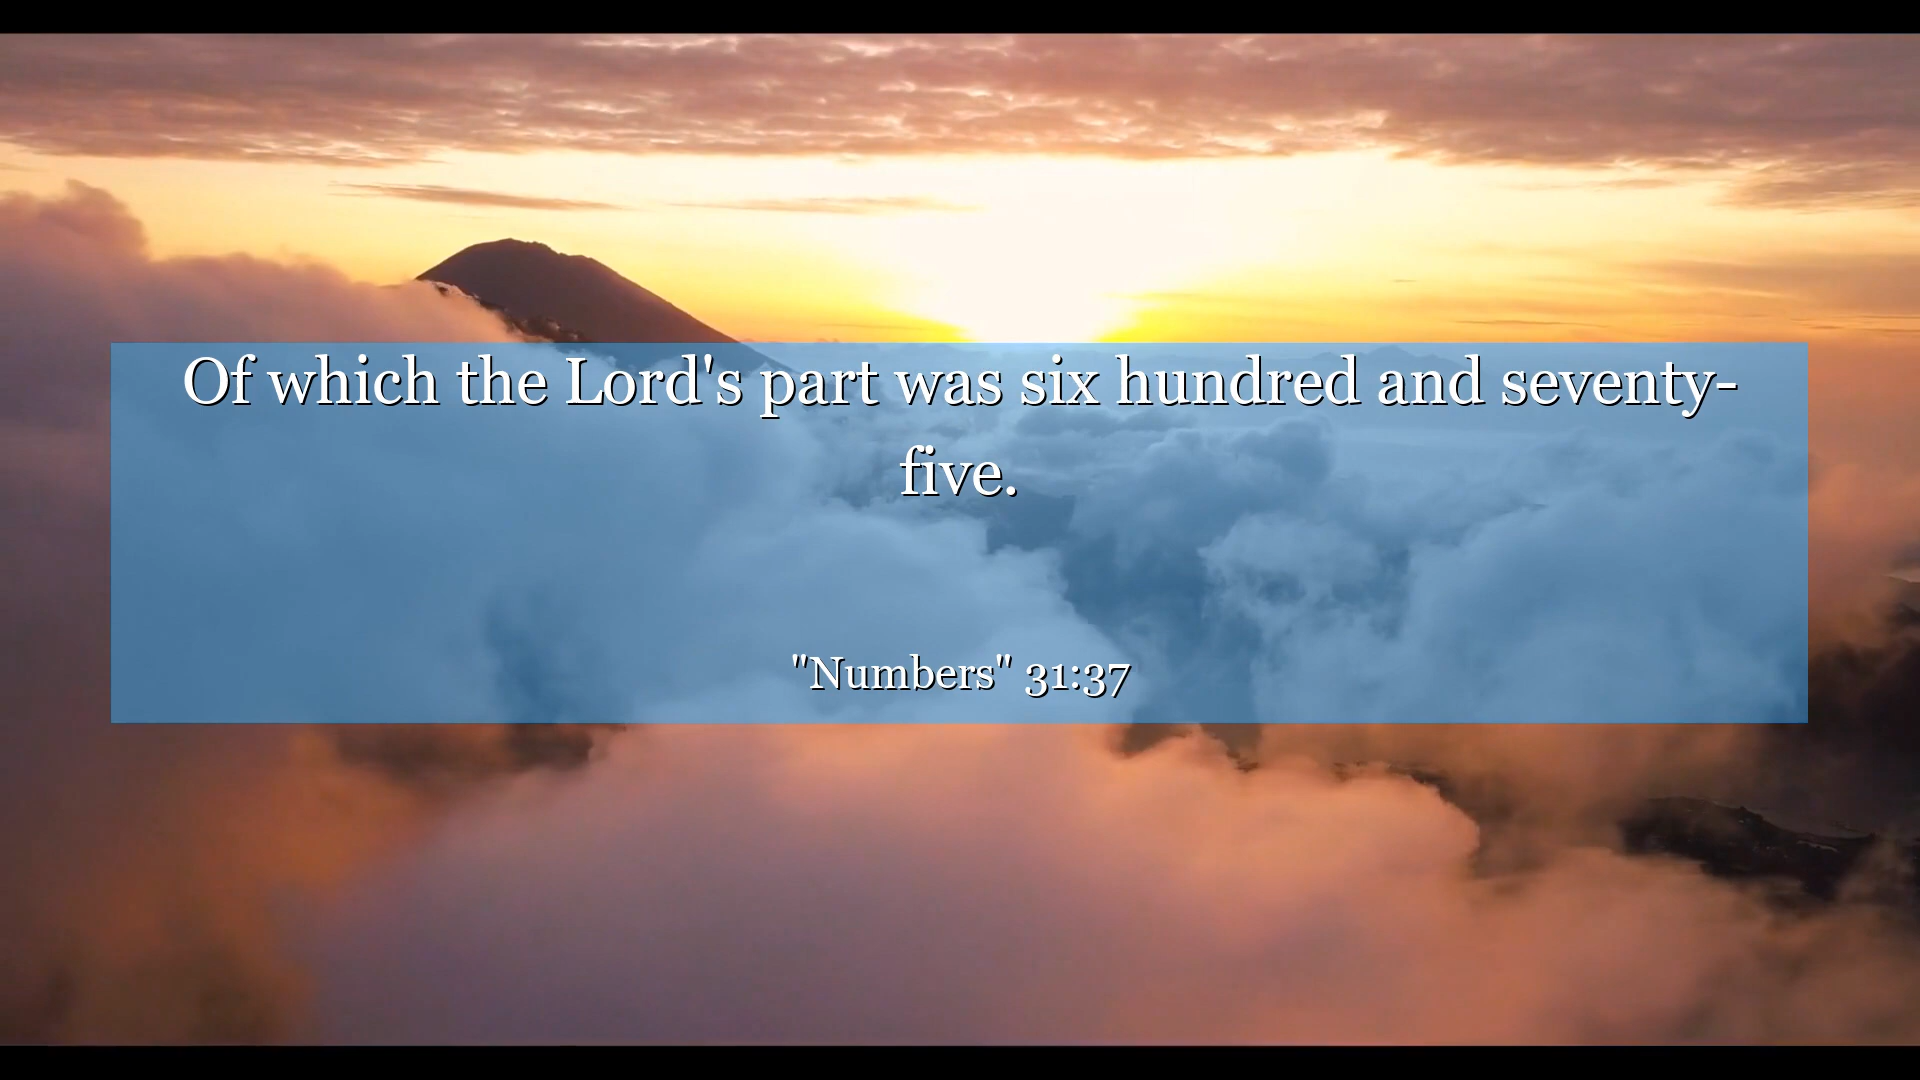 Of which the Lord's part was six hundred and seventy-
five.
"Numbers" 31:37